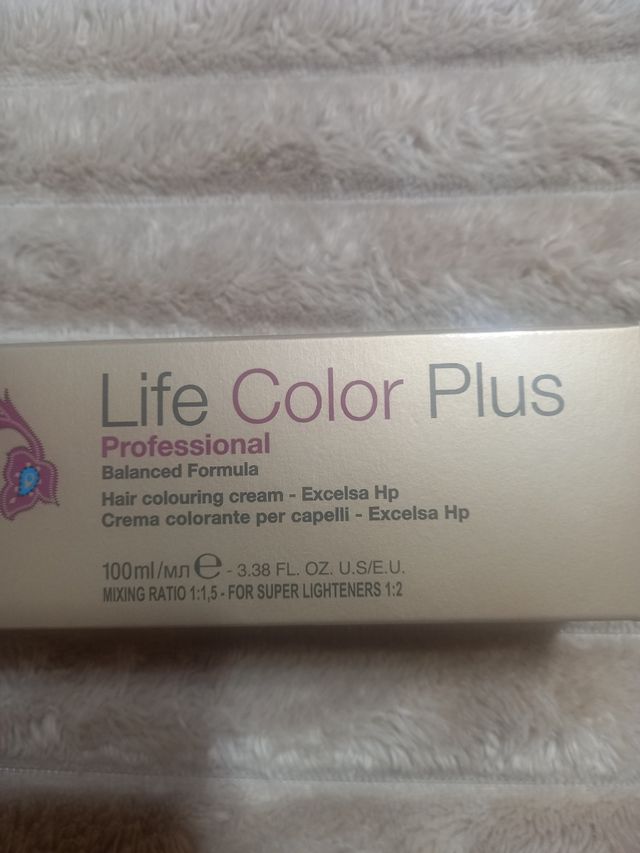 Life Color Plus
Professional
Balanced Formula
Hair colouring cream - Excelsa Hp
Crema colorante per capelli - Excelsa Hp
100ml/мл ℮ - 3.38 FL. OZ. U.S/E.U.
MIXING RATIO 1:1,5 - FOR SUPER LIGHTENERS 1:2